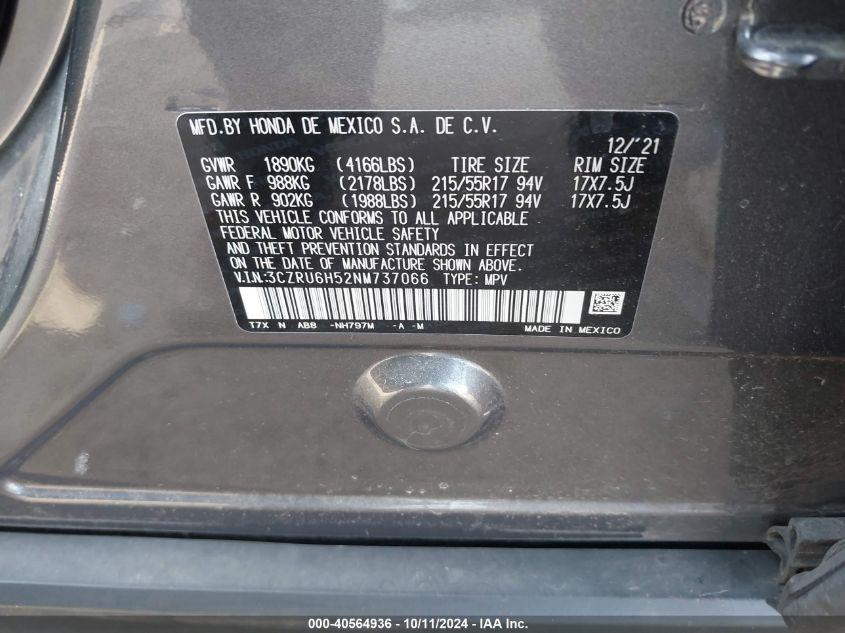 MFD.BY HONDA DE MEXICO S.A. DE C.V.
12/'21
GVWR 1890KG (4166LBS) TIRE SIZE RIM SIZE
GAWR F 988KG (2178LBS) 215/55R17 94V 17X7.5J
GAWR R 902KG (1988LBS) 215/55R17 94V 17X7.5J
THIS VEHICLE CONFORMS TO ALL APPLICABLE
FEDERAL MOTOR VEHICLE SAFETY
AND THEFT PREVENTION STANDARDS IN EFFECT
ON THE DATE OF MANUFACTURE SHOWN ABOVE.
V.I.N:3CZRU6H52NM737066 TYPE: MPV
T7X N AB8 -NH797M -A -M MADE IN MEXICO
000-40564936 - 10/11/2024 - IAA Inc.